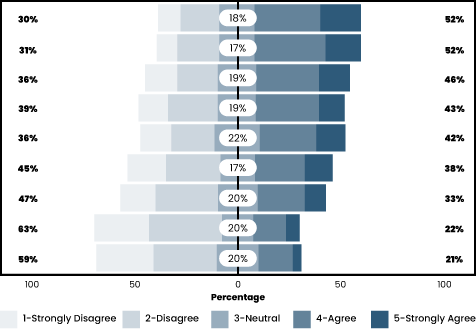 30% 18% 52%
31% 17% 52%
36% 19% 46%
39% 19% 43%
36% 22% 42%
45% 17% 38%
47% 20% 33%
63% 20% 22%
59% 20% 21%
100 50 0 50 100
Percentage
1-Strongly Disagree 2-Disagree 3-Neutral 4-Agree 5-Strongly Agree